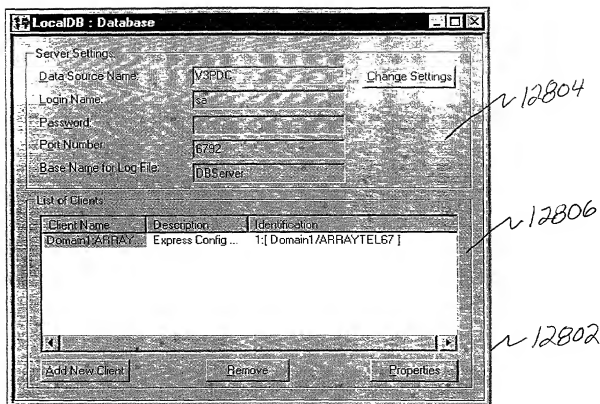 LocalDB : Database
Server Settings
Data Source Name: V3PDC Change Settings
Login Name: sa
Password:
Port Number 6792
Base Name for Log File: DBServer
12804
List of Clients
12806
Client Name Description Identification
Domain1:ARRAY... Express Config ... 1:[ Domain1/ARRAYTEL67 ]
12802
Add New Client Remove Properties